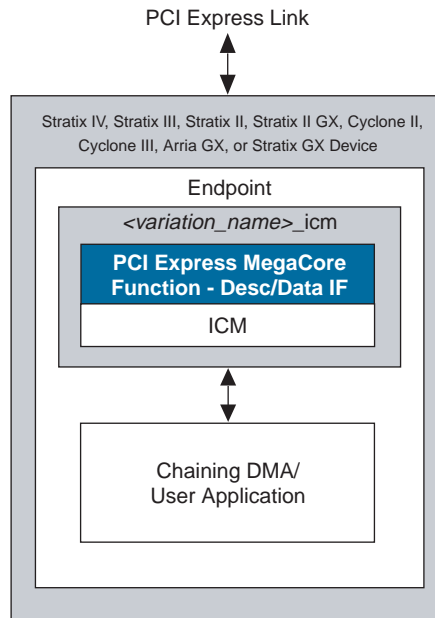 PCI Express Link
Stratix IV, Stratix III, Stratix II, Stratix II GX, Cyclone II,
Cyclone III, Arria GX, or Stratix GX Device
Endpoint
<variation_name>_icm
PCI Express MegaCore
Function - Desc/Data IF
ICM
Chaining DMA/
User Application